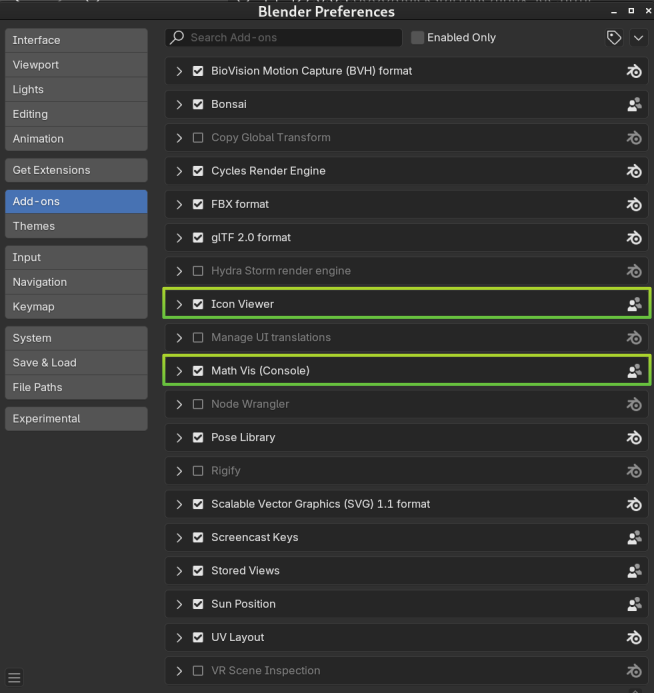 Blender Preferences
Interface
Viewport
Lights
Editing
Animation
Get Extensions
Add-ons
Themes
Input
Navigation
Keymap
System
Save & Load
File Paths
Experimental
Search Add-ons
Enabled Only
BioVision Motion Capture (BVH) format
Bonsai
Copy Global Transform
Cycles Render Engine
FBX format
glTF 2.0 format
Hydra Storm render engine
Icon Viewer
Manage UI translations
Math Vis (Console)
Node Wrangler
Pose Library
Rigify
Scalable Vector Graphics (SVG) 1.1 format
Screencast Keys
Stored Views
Sun Position
UV Layout
VR Scene Inspection